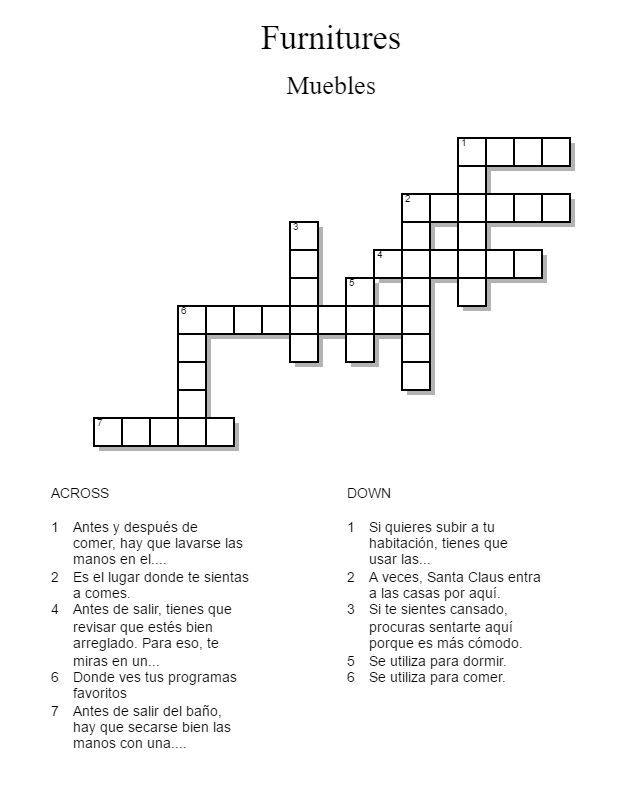 Furnitures
Muebles
1
2
3
4
5
6
7
ACROSS
1 Antes y después de
comer, hay que lavarse las
manos en el....
2 Es el lugar donde te sientas
a comes.
4 Antes de salir, tienes que
revisar que estés bien
arreglado. Para eso, te
miras en un...
6 Donde ves tus programas
favoritos
7 Antes de salir del baño,
hay que secarse bien las
manos con una....
DOWN
1 Si quieres subir a tu
habitación, tienes que
usar las...
2 A veces, Santa Claus entra
a las casas por aquí.
3 Si te sientes cansado,
procuras sentarte aquí
porque es más cómodo.
5 Se utiliza para dormir.
6 Se utiliza para comer.